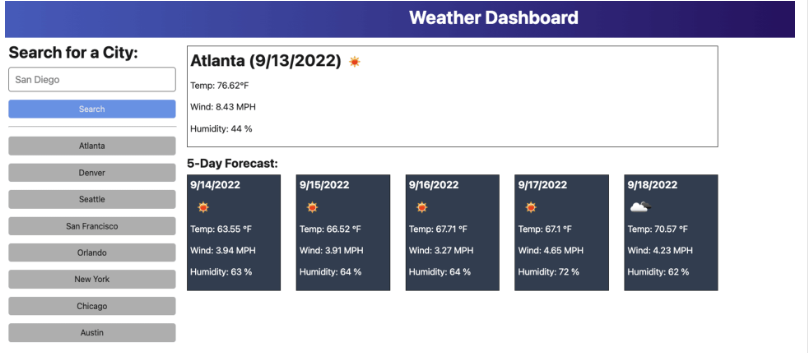 Weather Dashboard
Search for a City:
San Diego
Search
Atlanta
Denver
Seattle
San Francisco
Orlando
New York
Chicago
Austin
Atlanta (9/13/2022)
Temp: 76.62°F
Wind: 8.43 MPH
Humidity: 44 %
5-Day Forecast:
9/14/2022
Temp: 63.55 °F
Wind: 3.94 MPH
Humidity: 63 %
9/15/2022
Temp: 66.52 °F
Wind: 3.91 MPH
Humidity: 64 %
9/16/2022
Temp: 67.71 °F
Wind: 3.27 MPH
Humidity: 64 %
9/17/2022
Temp: 67.1 °F
Wind: 4.65 MPH
Humidity: 72 %
9/18/2022
Temp: 70.57 °F
Wind: 4.23 MPH
Humidity: 62 %